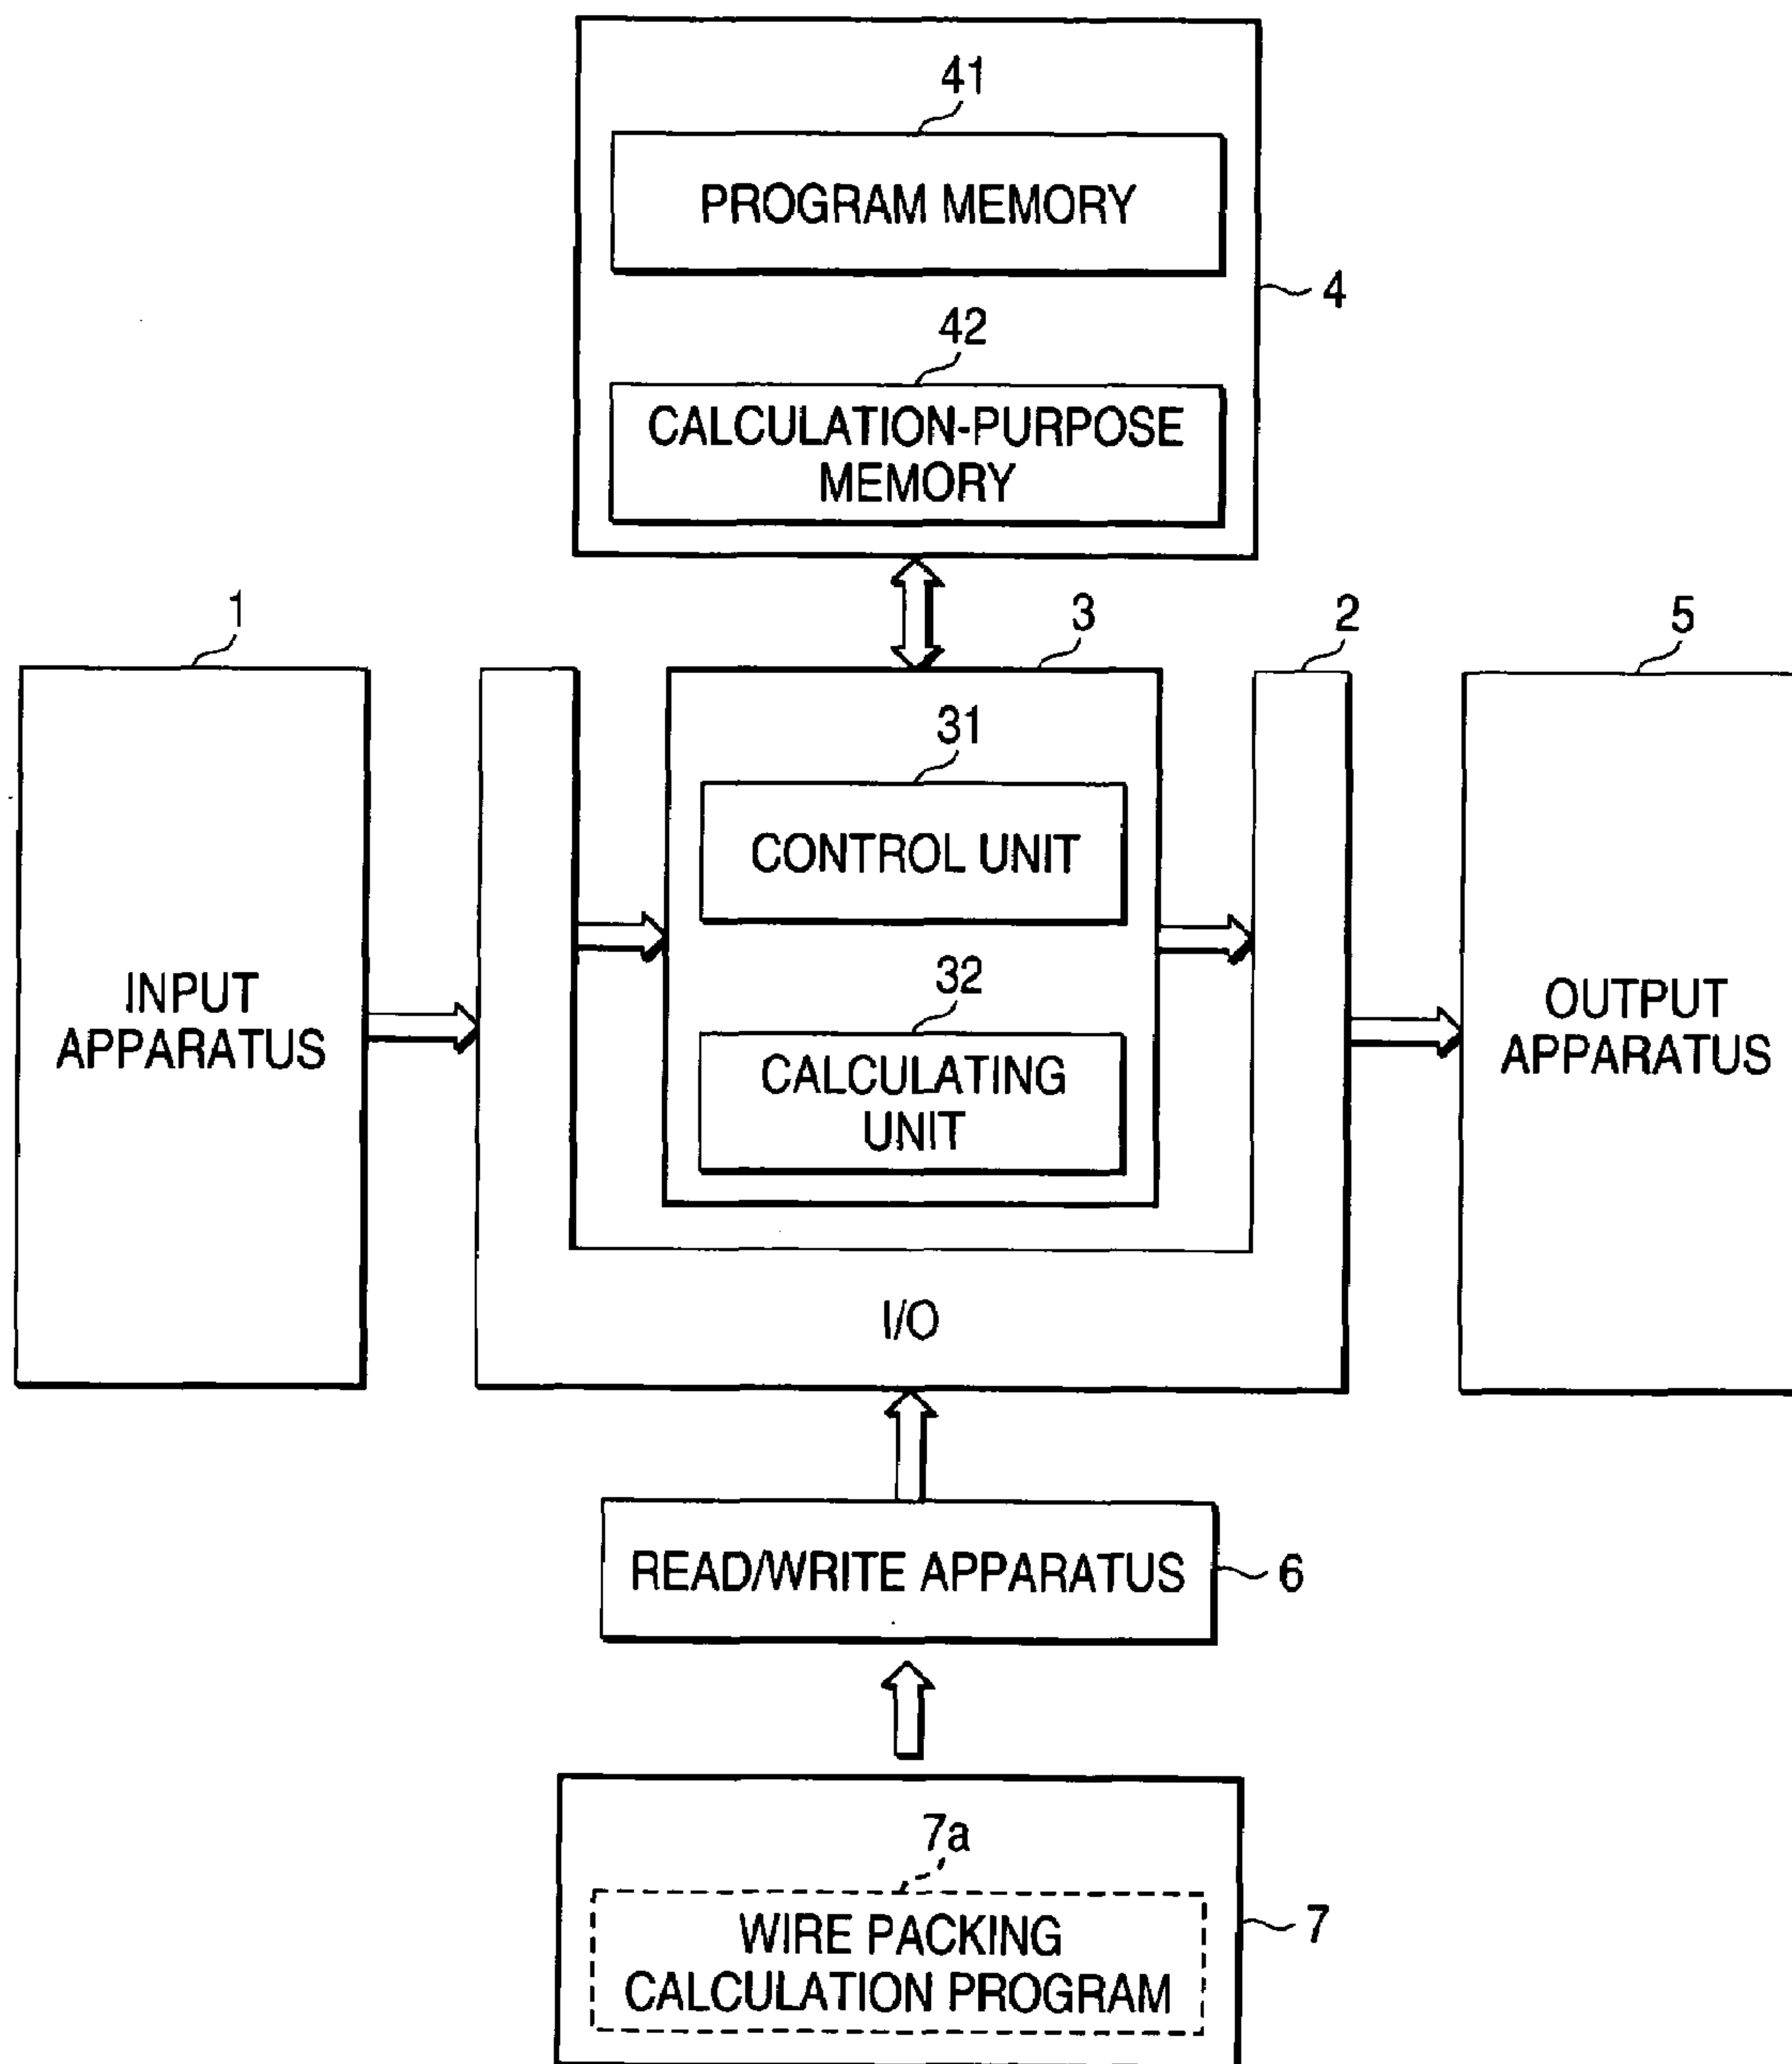 41
PROGRAM MEMORY
4
42
CALCULATION-PURPOSE
MEMORY
1
3
2
5
31
CONTROL UNIT
32
CALCULATING
UNIT
INPUT
APPARATUS
OUTPUT
APPARATUS
I/O
READ/WRITE APPARATUS
6
7a
WIRE PACKING
CALCULATION PROGRAM
7